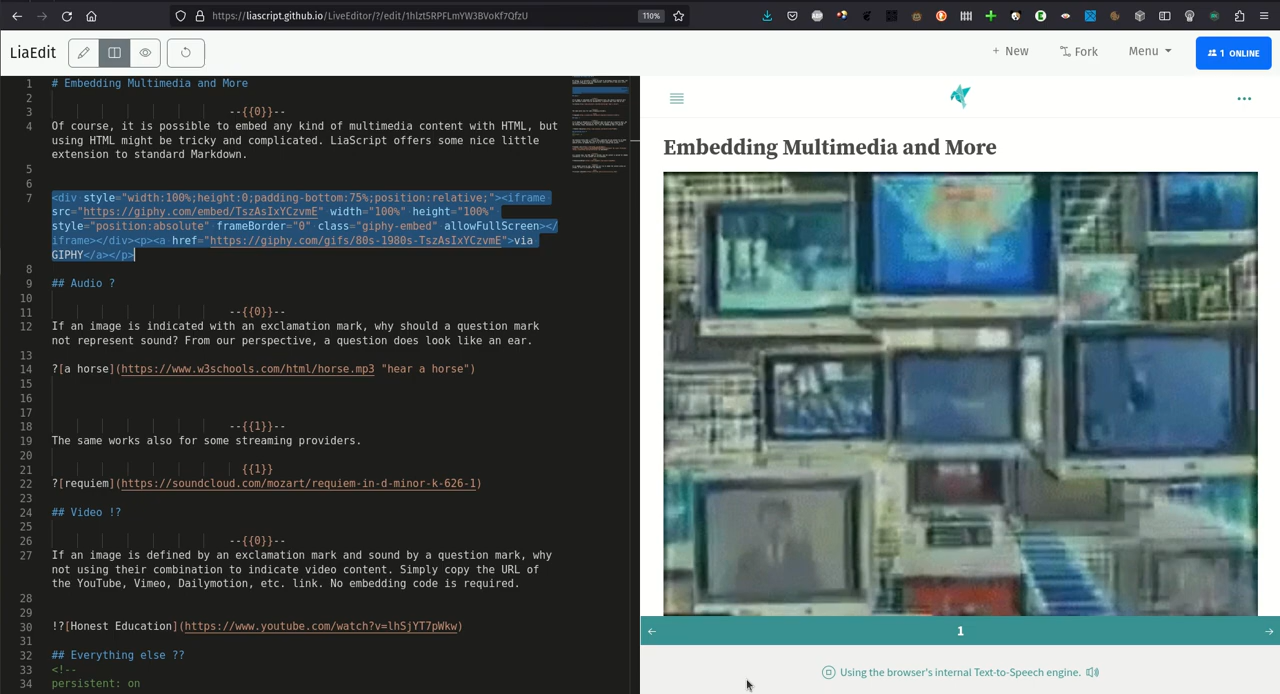 https://liascript.github.io/LiveEditor/?/edit/1hlzt5RPFLmYW3BVoKf7QfzU
110%
LiaEdit
+ New
Fork
Menu
1 ONLINE
1 # Embedding Multimedia and More
2
3 --{{0}}--
4 Of course, it is possible to embed any kind of multimedia content with HTML, but
using HTML might be tricky and complicated. LiaScript offers some nice little
extension to standard Markdown.
5
6
7 <div style="width:100%;height:0;padding-bottom:75%;position:relative;"><iframe
src="https://giphy.com/embed/TszAsIxYCzvmE" width="100%" height="100%"
style="position:absolute" frameBorder="0" class="giphy-embed" allowFullScreen></
iframe></div><p><a href="https://giphy.com/gifs/80s-1980s-TszAsIxYCzvmE">via
GIPHY</a></p>
8
9 ## Audio ?
10
11 --{{0}}--
12 If an image is indicated with an exclamation mark, why should a question mark
not represent sound? From our perspective, a question does look like an ear.
13
14 ?[a horse](https://www.w3schools.com/html/horse.mp3 "hear a horse")
15
16
17
18 --{{1}}--
19 The same works also for some streaming providers.
20
21 {{1}}
22 ?[requiem](https://soundcloud.com/mozart/requiem-in-d-minor-k-626-1)
23
24 ## Video !?
25
26 --{{0}}--
27 If an image is defined by an exclamation mark and sound by a question mark, why
not using their combination to indicate video content. Simply copy the URL of
the YouTube, Vimeo, Dailymotion, etc. link. No embedding code is required.
28
29
30 !?[Honest Education](https://www.youtube.com/watch?v=lhSjYT7pWkw)
31
32 ## Everything else ??
33 <!--
34 persistent: on
Embedding Multimedia and More
1
Using the browser's internal Text-to-Speech engine.